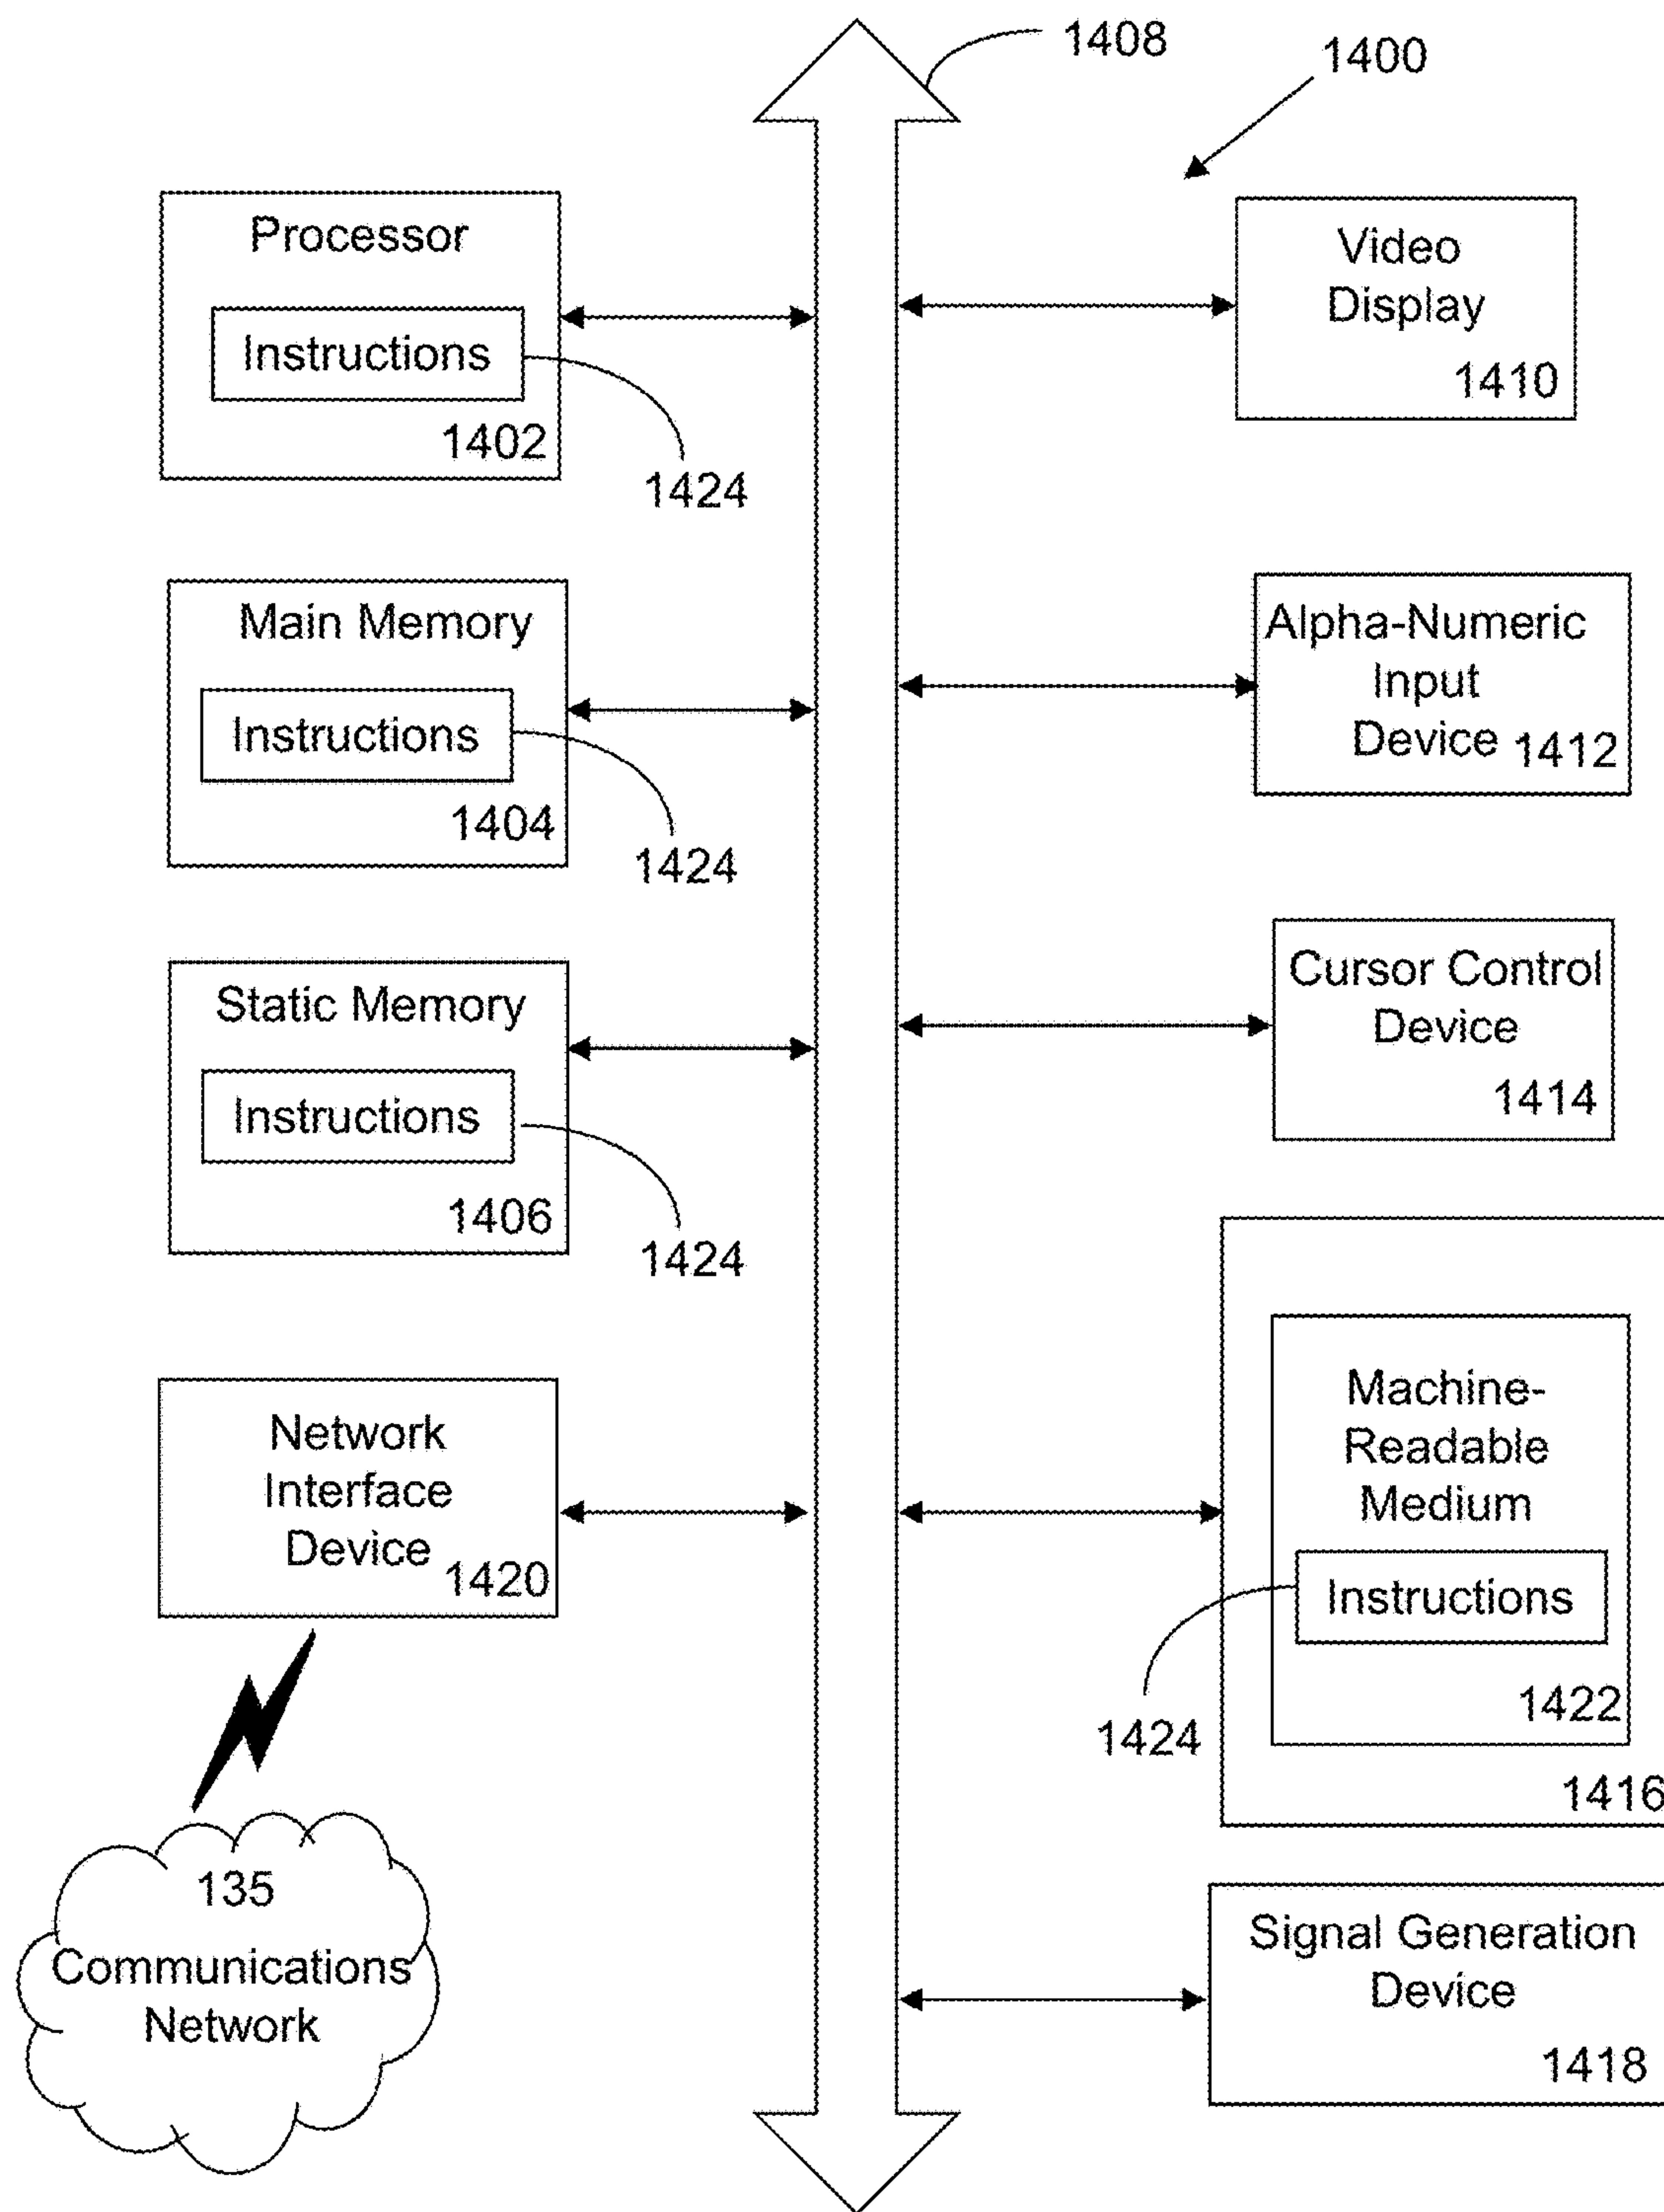 1408
1400
Processor
Instructions
1402
1424
Video
Display
1410
Main Memory
Instructions
1404
1424
Alpha-Numeric
Input
Device 1412
Static Memory
Instructions
1406
1424
Cursor Control
Device
1414
Network
Interface
Device
1420
Machine-
Readable
Medium
Instructions
1422
1424
1416
135
Communications
Network
Signal Generation
Device
1418